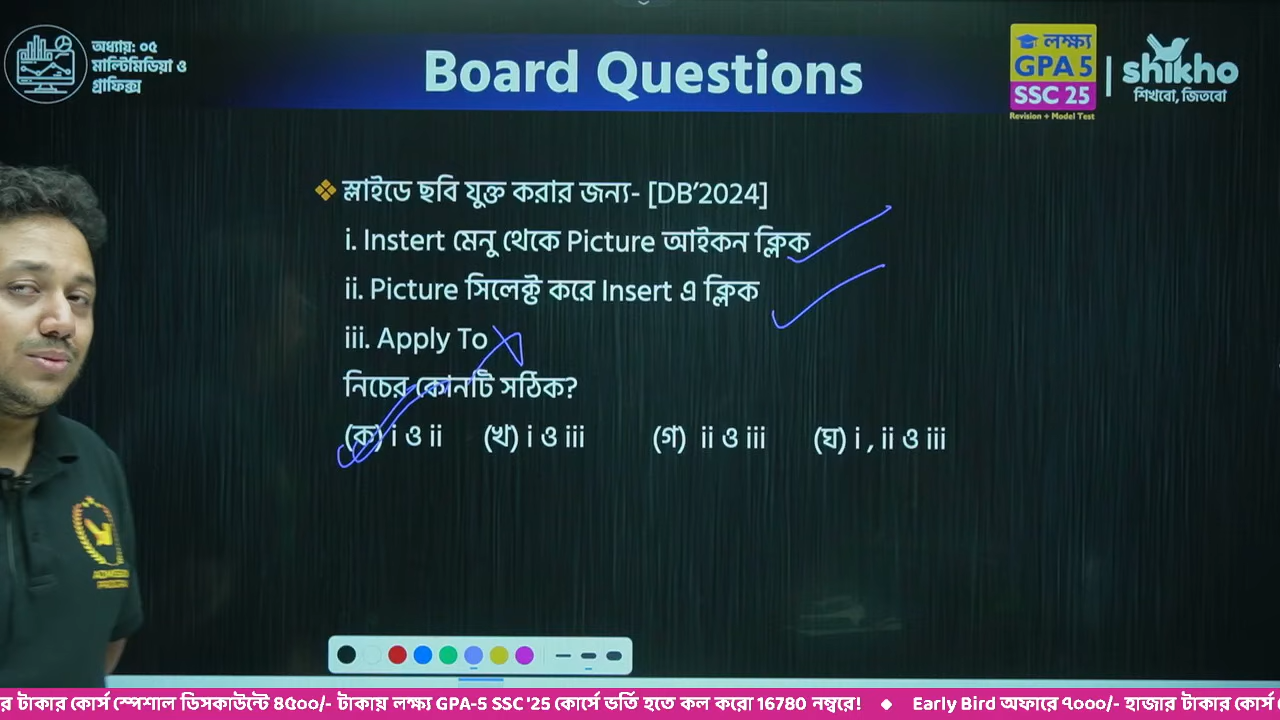 অধ্যায়: ০৫
মাল্টিমিডিয়া ও
গ্রাফিক্স
Board Questions
লক্ষ্য
GPA 5
SSC 25
Revision + Model Test
shikho
শিখবো, জিতবো
❖ স্লাইডে ছবি যুক্ত করার জন্য- [DB’2024]
i. Instert মেনু থেকে Picture আইকন ক্লিক
ii. Picture সিলেক্ট করে Insert এ ক্লিক
iii. Apply To
নিচের কোনটি সঠিক?
(ক) i ও ii (খ) i ও iii (গ) ii ও iii (ঘ) i , ii ও iii
ADMISSION
PROGRAM
র টাকার কোর্স স্পেশাল ডিসকাউন্টে ৪৫০০/- টাকায় লক্ষ্য GPA-5 SSC '25 কোর্সে ভর্তি হতে কল করো 16780 নম্বরে! ◆ Early Bird অফারে ৭০০০/- হাজার টাকার কোর্স